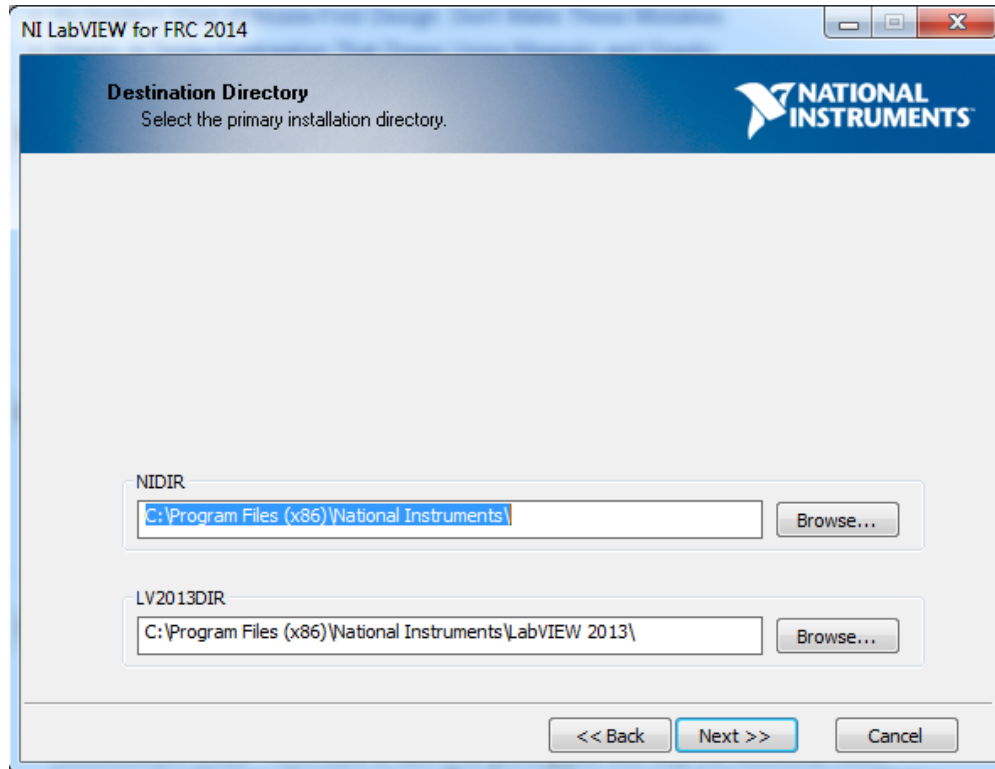 NI LabVIEW for FRC 2014
Destination Directory
Select the primary installation directory.
NATIONAL
INSTRUMENTS
NIDIR
C:\Program Files (x86)\National Instruments\
Browse...
LV2013DIR
C:\Program Files (x86)\National Instruments\LabVIEW 2013\
Browse...
<< Back
Next >>
Cancel